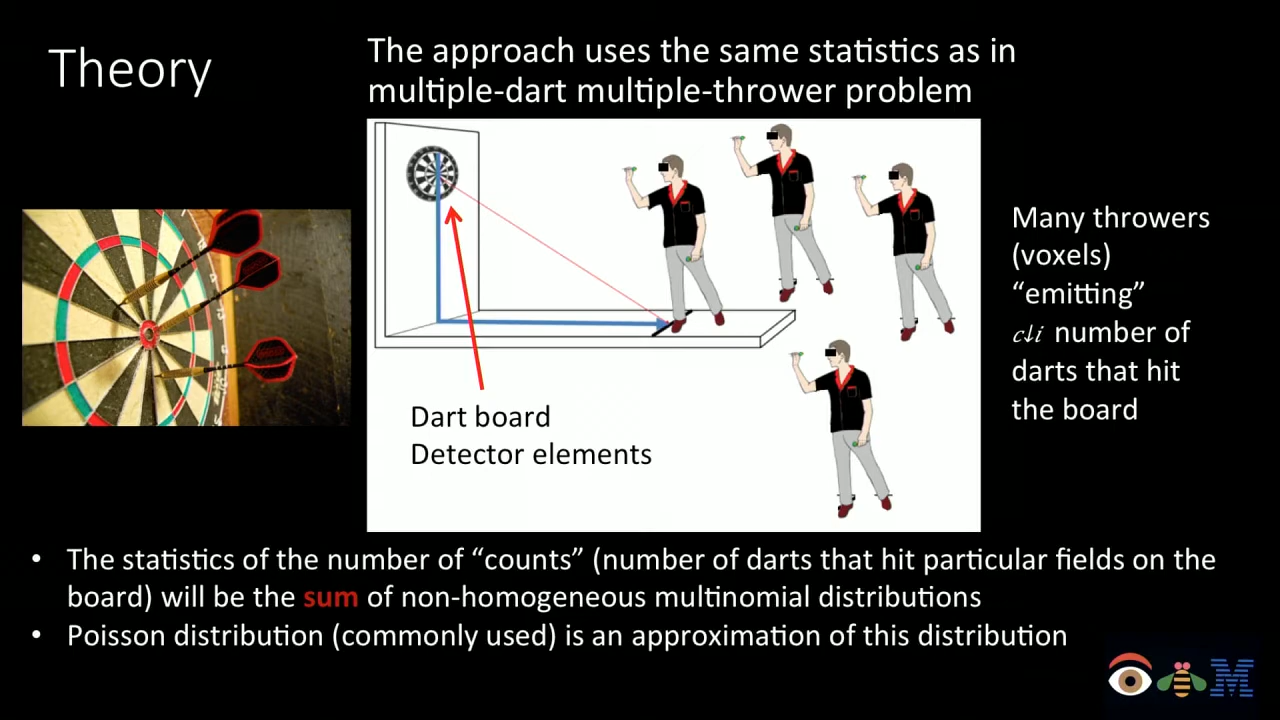 Theory
The approach uses the same statistics as in
multiple-dart multiple-thrower problem
Dart board
Detector elements
Many throwers
(voxels)
“emitting”
c↓i number of
darts that hit
the board
• The statistics of the number of “counts” (number of darts that hit particular fields on the
board) will be the sum of non-homogeneous multinomial distributions
• Poisson distribution (commonly used) is an approximation of this distribution
M